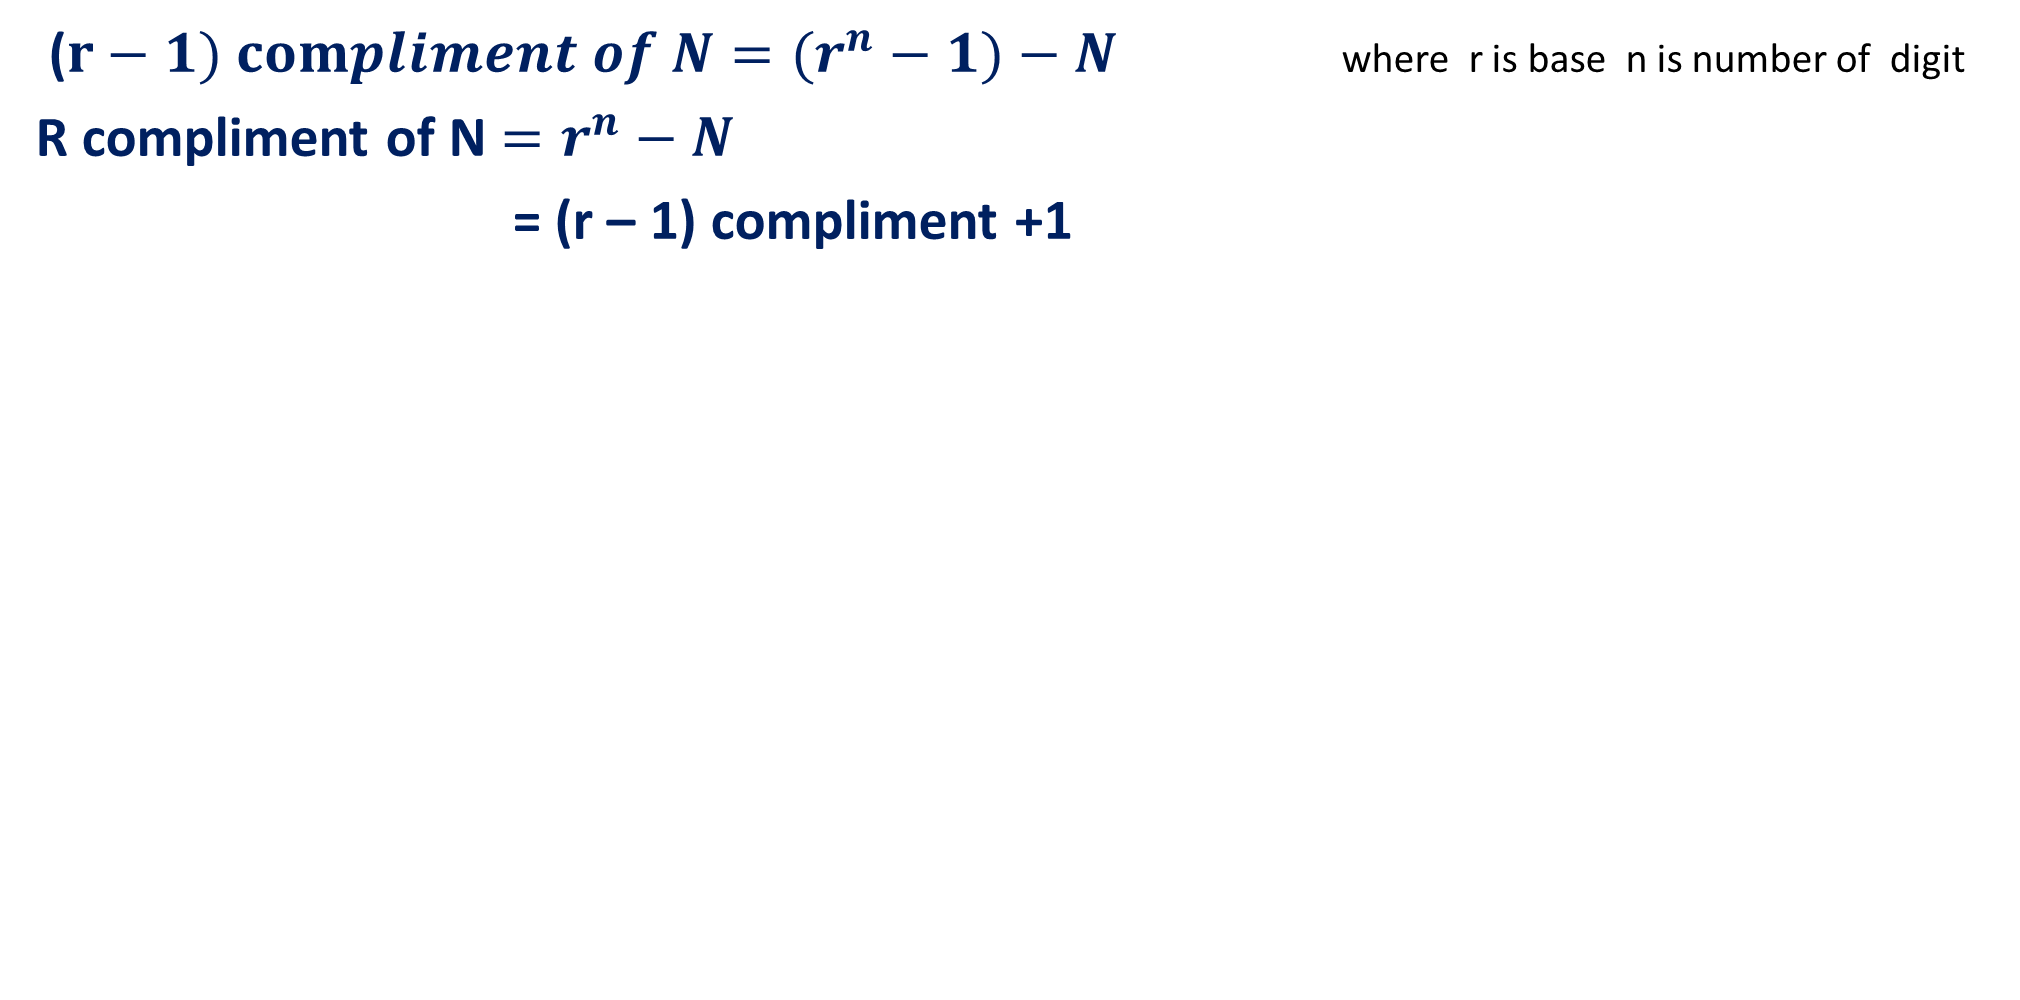 (r − 1) compliment of N = (rⁿ − 1) − N where r is base n is number of digit
R compliment of N = rⁿ − N
= (r – 1) compliment +1